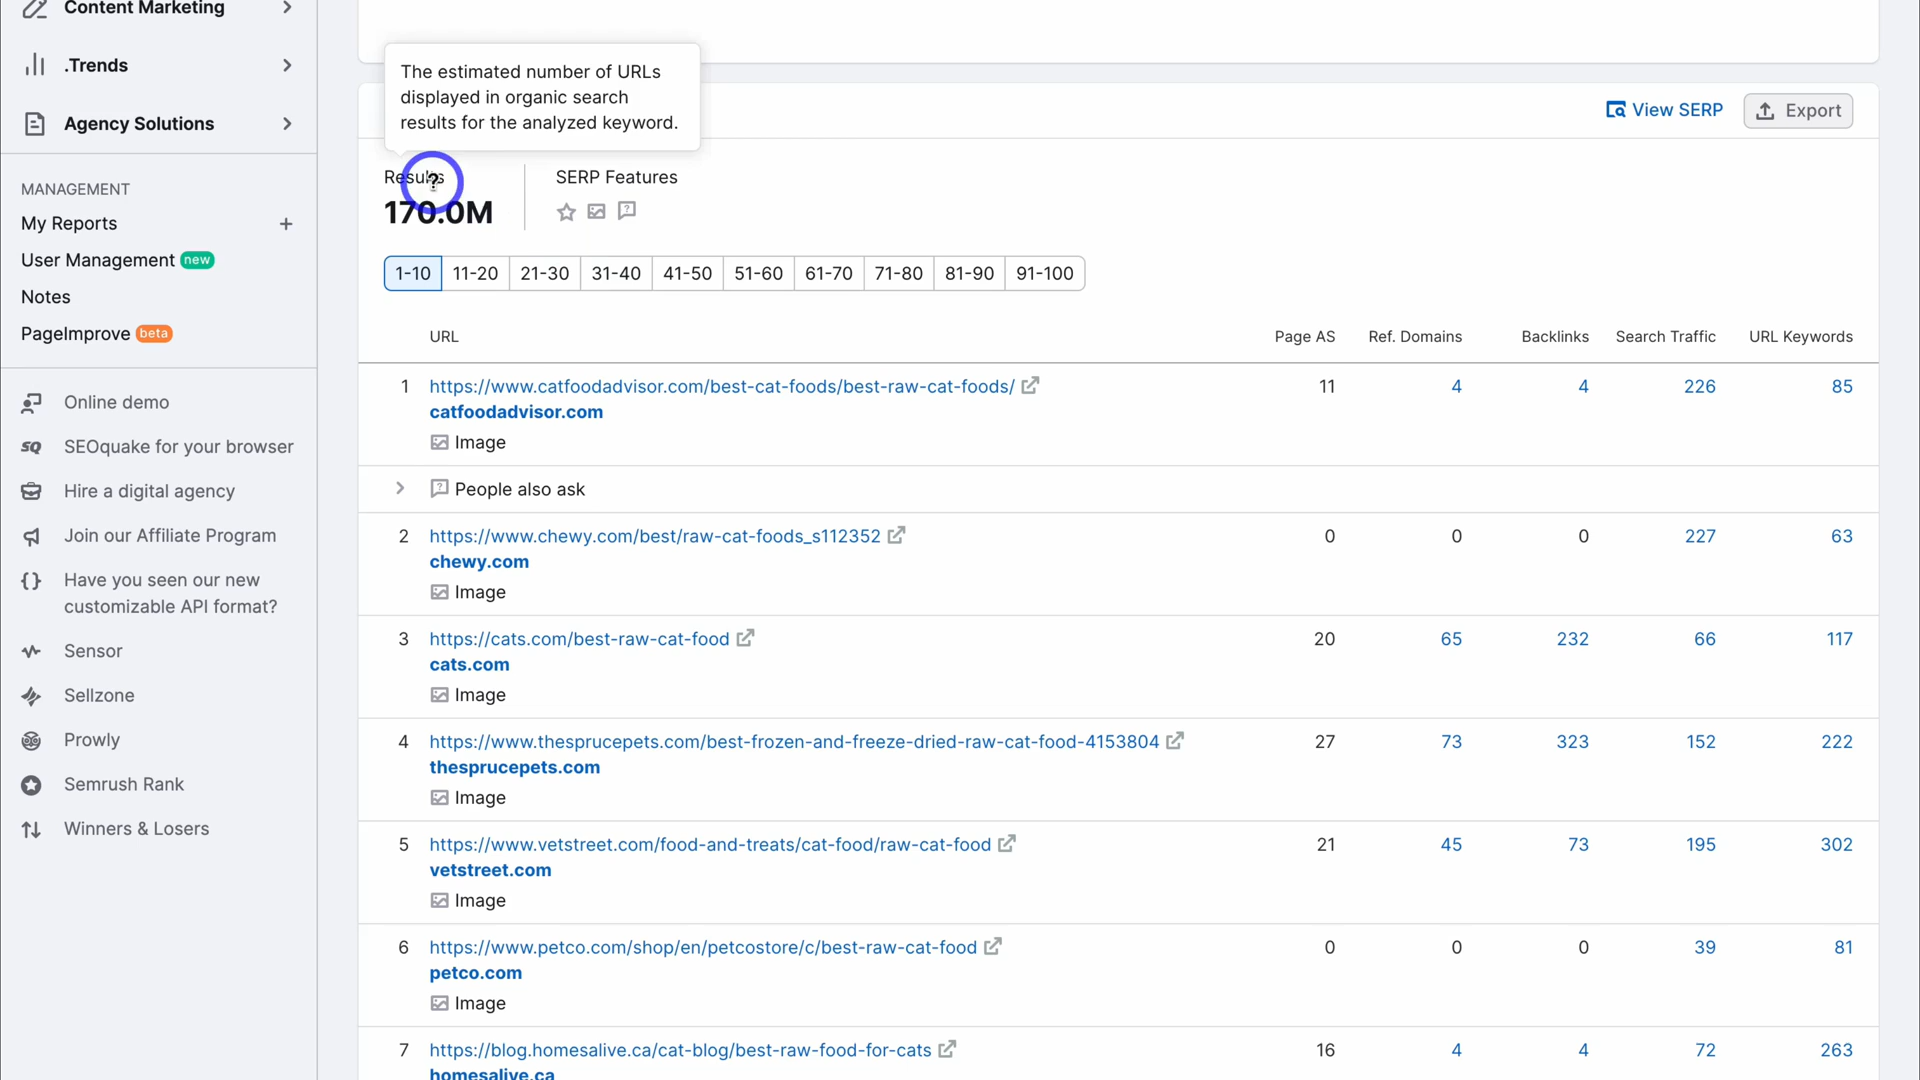 Content Marketing
.Trends
Agency Solutions
MANAGEMENT
My Reports
User Management new
Notes
PageImprove beta
Online demo
SEOquake for your browser
Hire a digital agency
Join our Affiliate Program
Have you seen our new
customizable API format?
Sensor
Sellzone
Prowly
Semrush Rank
Winners & Losers
The estimated number of URLs
displayed in organic search
results for the analyzed keyword.
View SERP
Export
Results
170.0M
SERP Features
1-10 11-20 21-30 31-40 41-50 51-60 61-70 71-80 81-90 91-100
URL Page AS Ref. Domains Backlinks Search Traffic URL Keywords
1 https://www.catfoodadvisor.com/best-cat-foods/best-raw-cat-foods/ 11 4 4 226 85
catfoodadvisor.com
Image
People also ask
2 https://www.chewy.com/best/raw-cat-foods_s112352 0 0 0 227 63
chewy.com
Image
3 https://cats.com/best-raw-cat-food 20 65 232 66 117
cats.com
Image
4 https://www.thesprucepets.com/best-frozen-and-freeze-dried-raw-cat-food-4153804 27 73 323 152 222
thesprucepets.com
Image
5 https://www.vetstreet.com/food-and-treats/cat-food/raw-cat-food 21 45 73 195 302
vetstreet.com
Image
6 https://www.petco.com/shop/en/petcostore/c/best-raw-cat-food 0 0 0 39 81
petco.com
Image
7 https://blog.homesalive.ca/cat-blog/best-raw-food-for-cats 16 4 4 72 263
homesalive.ca